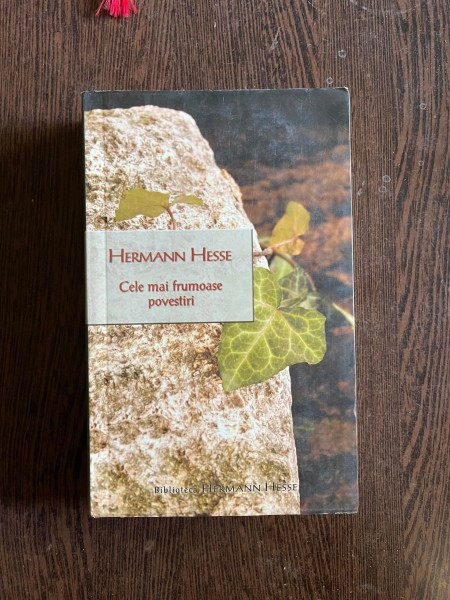 HERMANN HESSE
Cele mai frumoase
povestiri
Biblioteca HERMANN HESSE